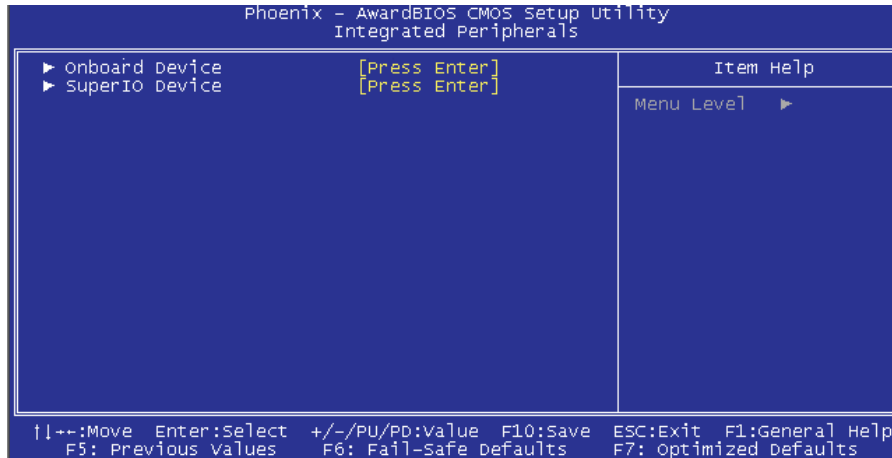 Phoenix - AwardBIOS CMOS Setup Utility
Integrated Peripherals
► Onboard Device [Press Enter]
► SuperIO Device [Press Enter]
Item Help
Menu Level ►
↑↓→←:Move Enter:Select +/-/PU/PD:Value F10:Save ESC:Exit F1:General Help
F5: Previous Values F6: Fail-Safe Defaults F7: Optimized Defaults